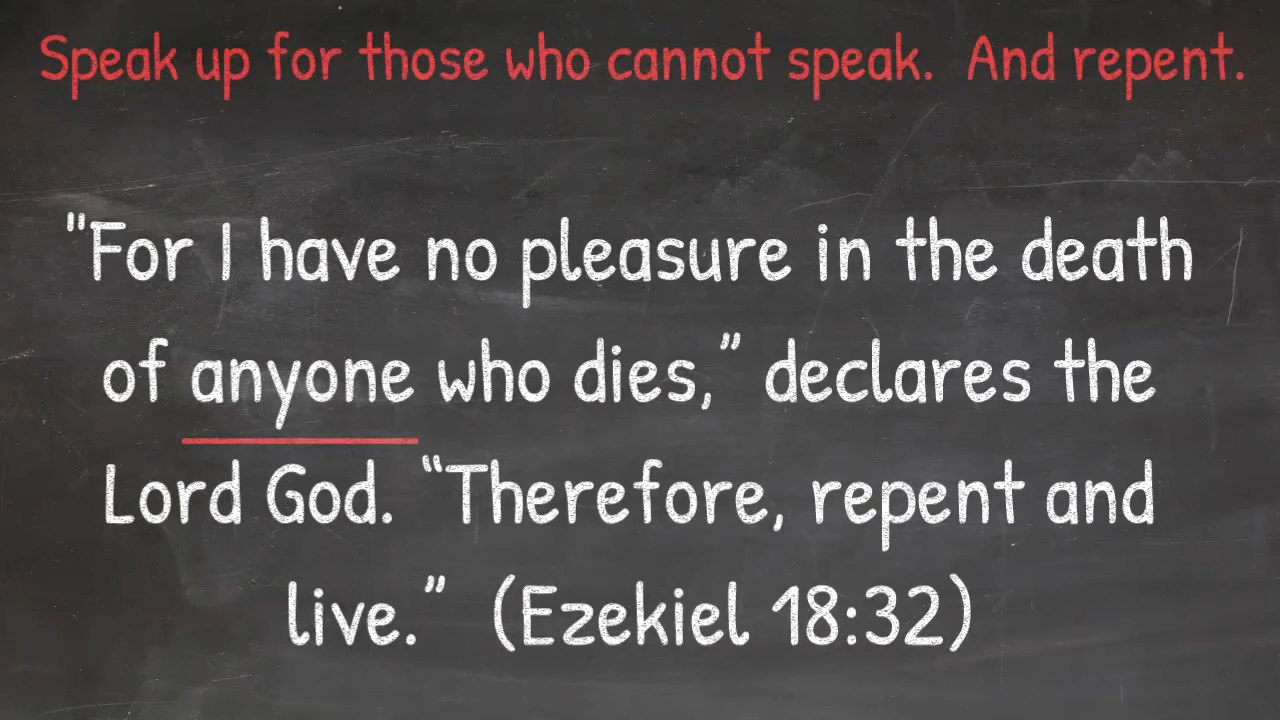 Speak up for those who cannot speak.  And repent.
"For I have no pleasure in the death
of anyone who dies,” declares the
Lord God. “Therefore, repent and
live.”  (Ezekiel 18:32)